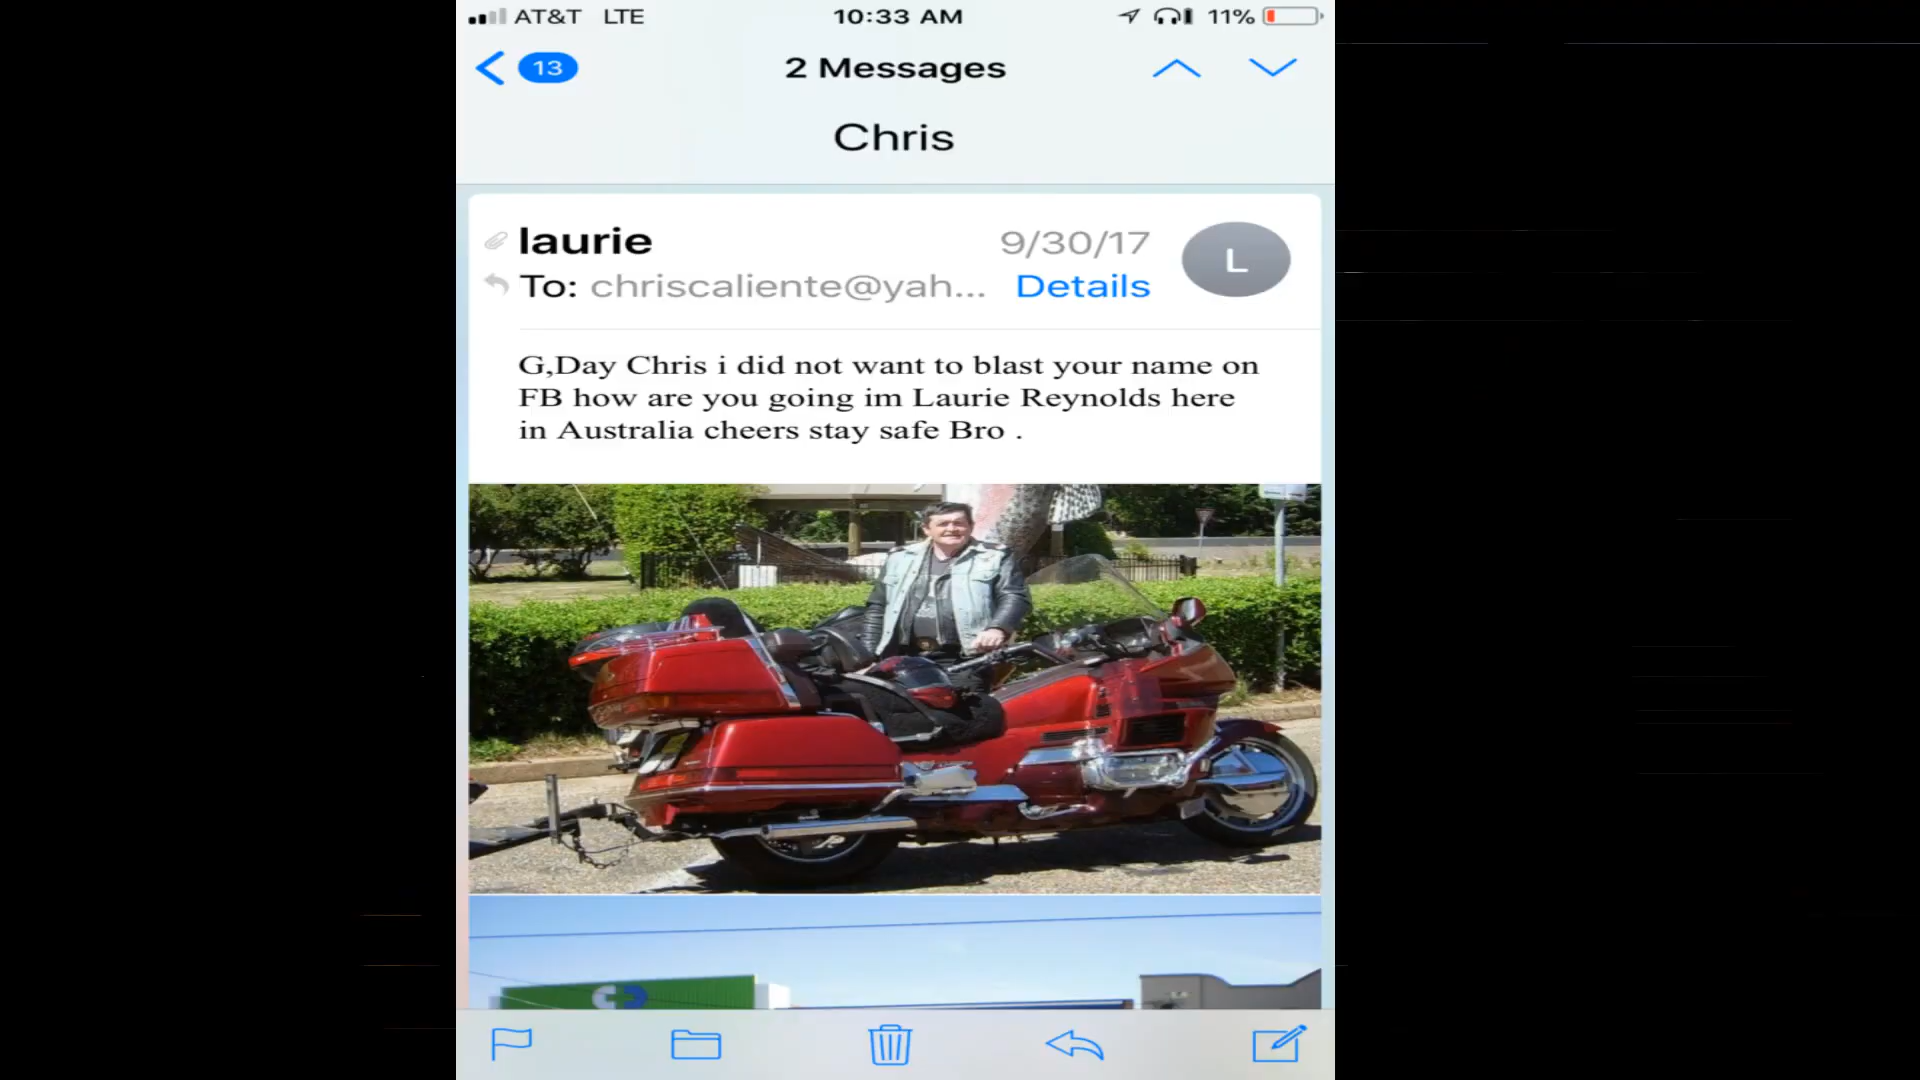 AT&T LTE 10:33 AM 11%
13 2 Messages
Chris
laurie 9/30/17 L
To: chriscaliente@yah... Details
G,Day Chris i did not want to blast your name on
FB how are you going im Laurie Reynolds here
in Australia cheers stay safe Bro .